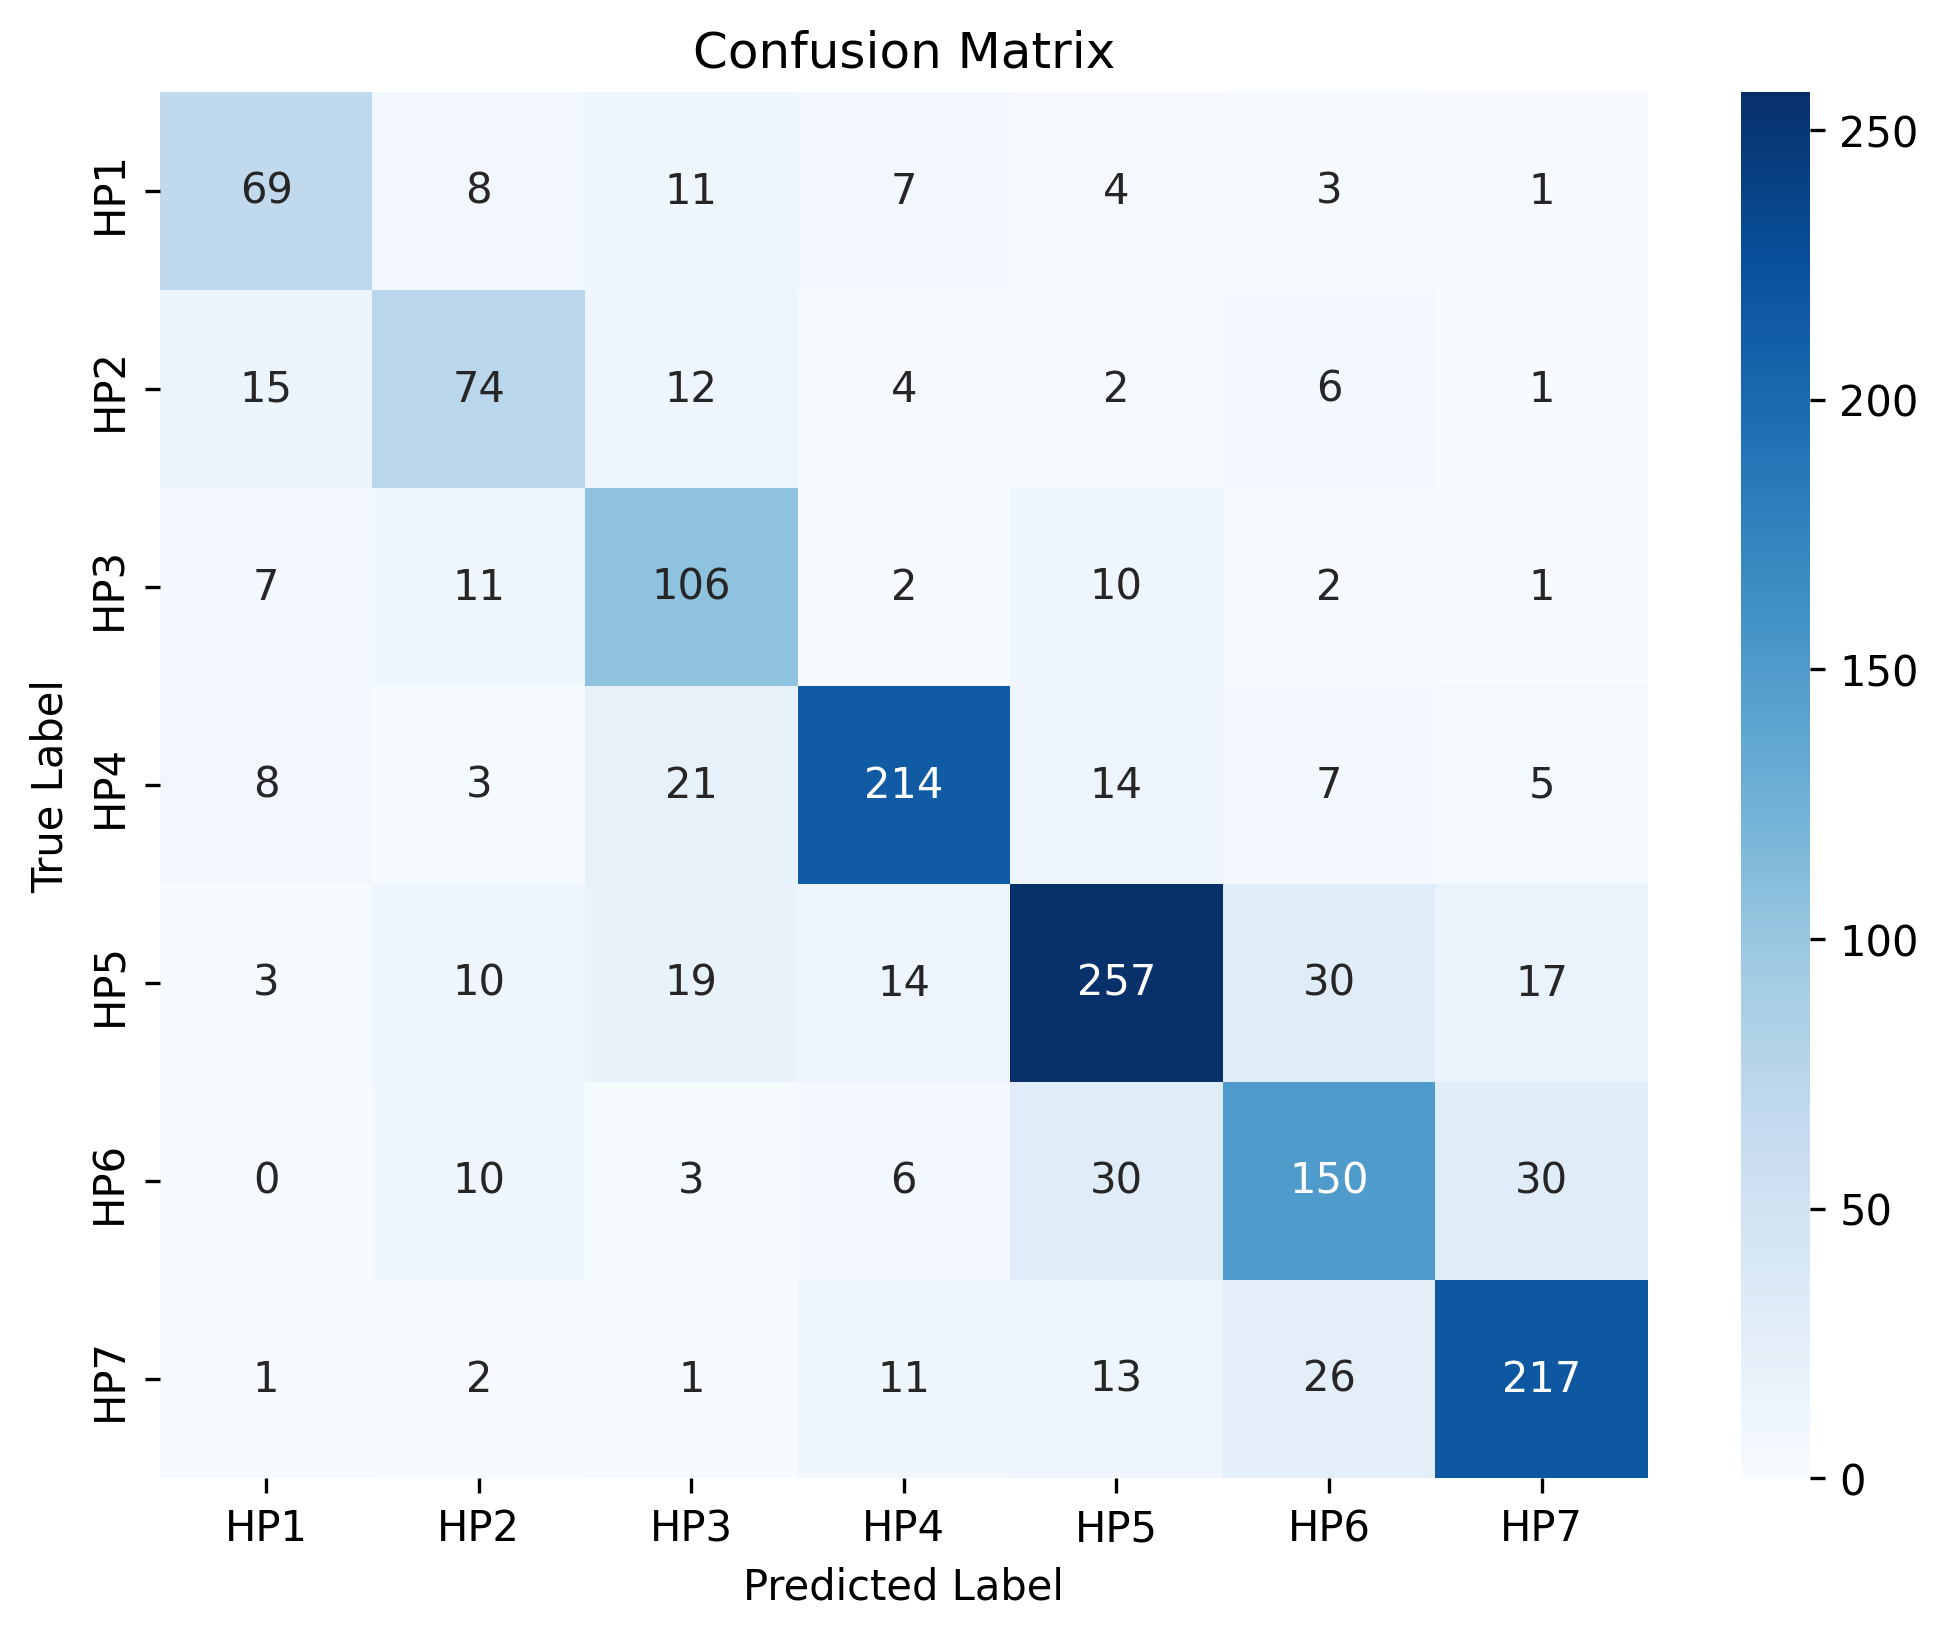 Confusion Matrix
True Label
HP1 69 8 11 7 4 3 1
HP2 15 74 12 4 2 6 1
HP3 7 11 106 2 10 2 1
HP4 8 3 21 214 14 7 5
HP5 3 10 19 14 257 30 17
HP6 0 10 3 6 30 150 30
HP7 1 2 1 11 13 26 217
HP1 HP2 HP3 HP4 HP5 HP6 HP7
Predicted Label
250
200
150
100
50
0